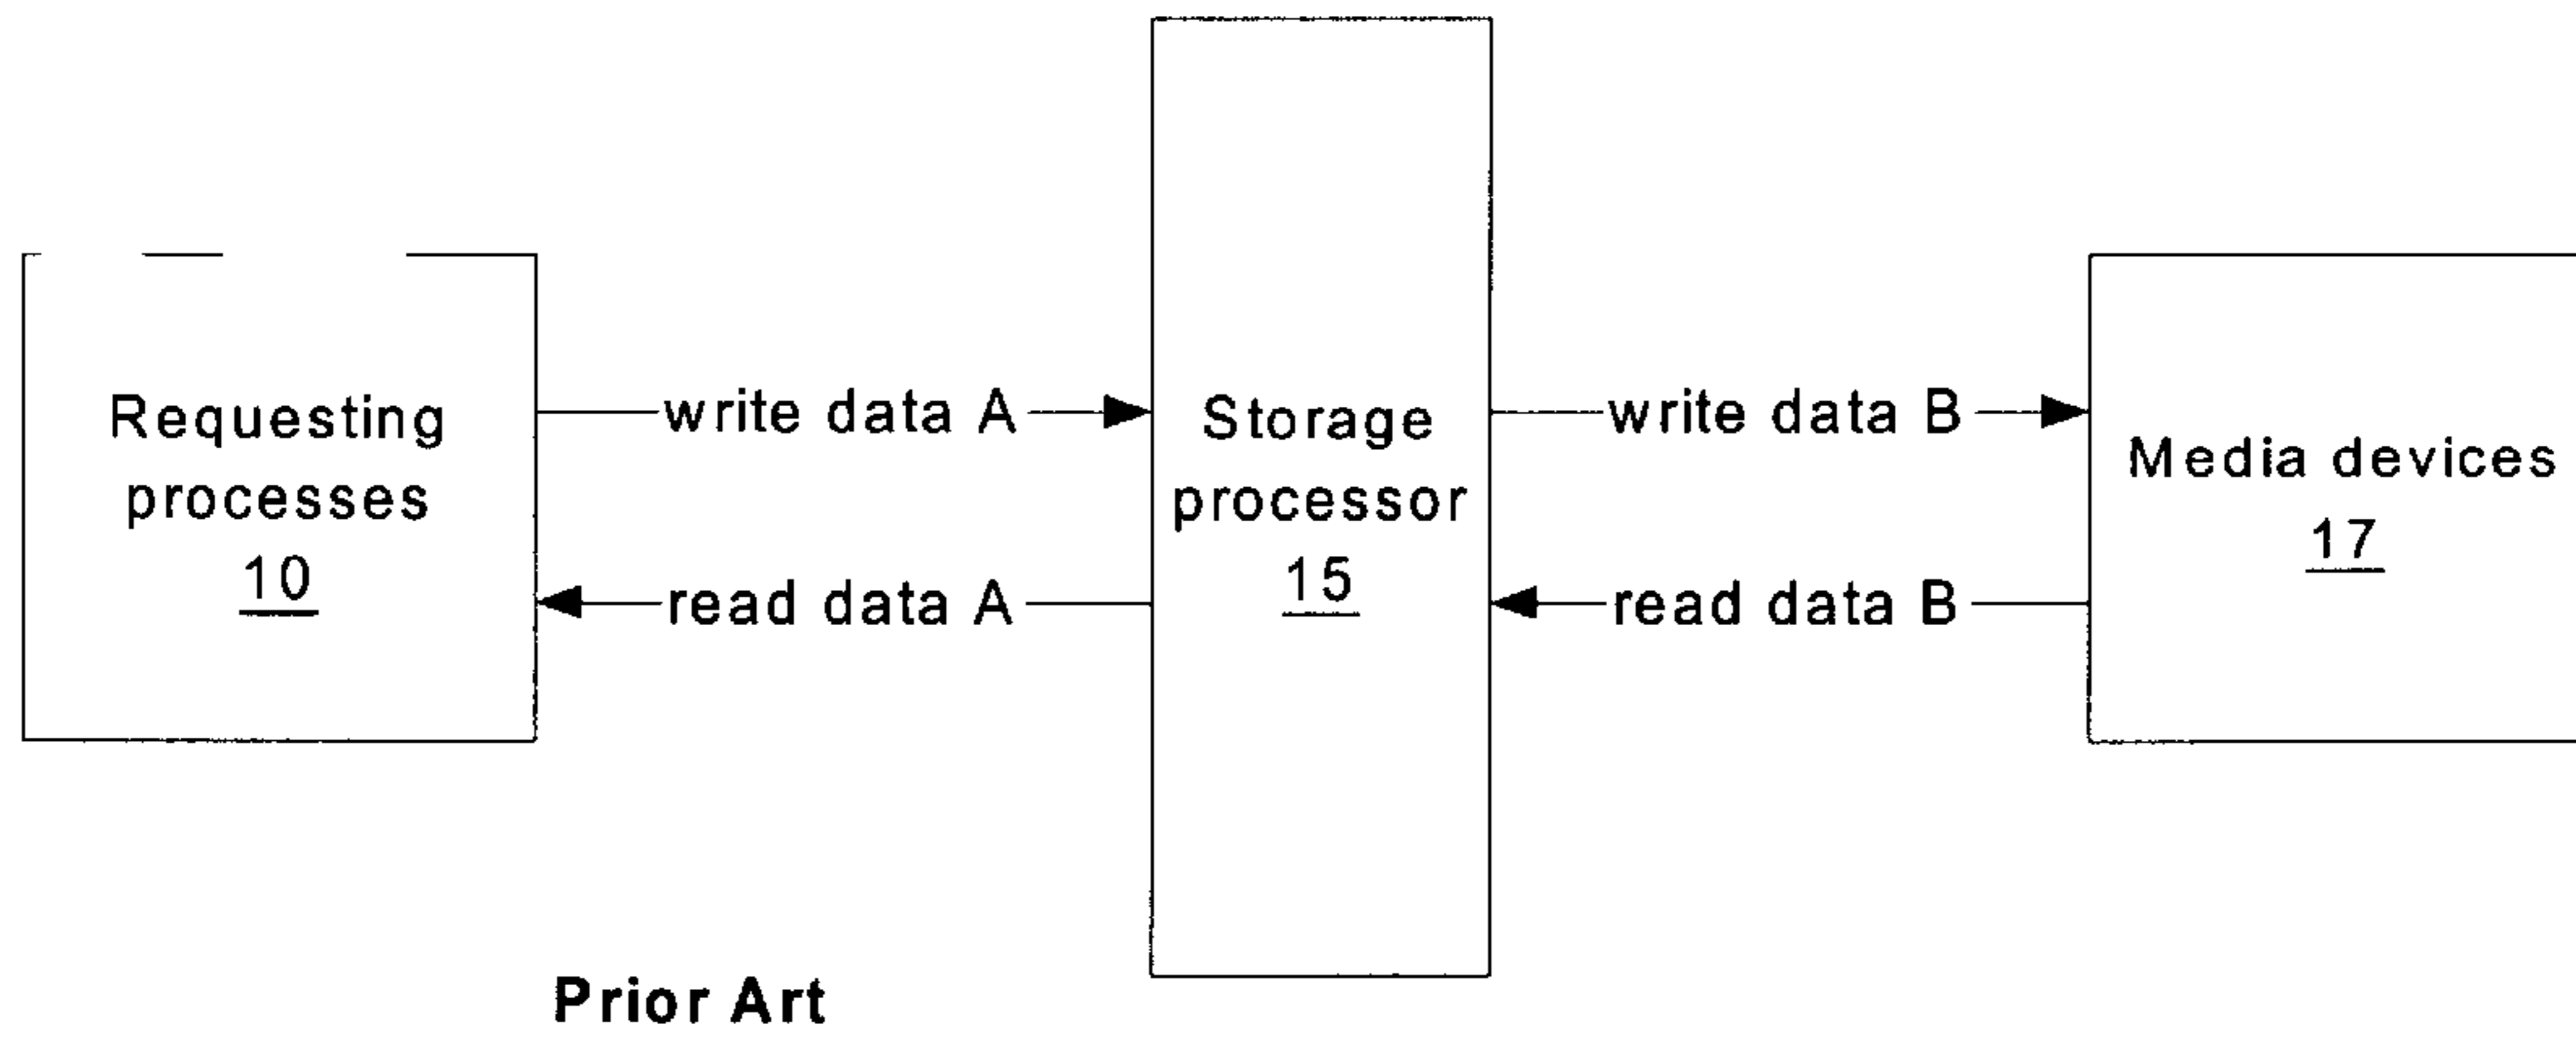 Requesting
processes
10
write data A
read data A
Storage
processor
15
write data B
read data B
Media devices
17
Prior Art